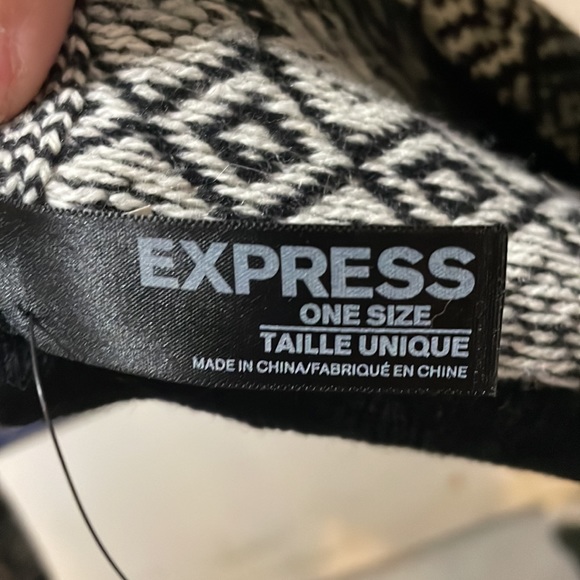 EXPRESS
ONE SIZE
TAILLE UNIQUE
MADE IN CHINA/FABRIQUÉ EN CHINE